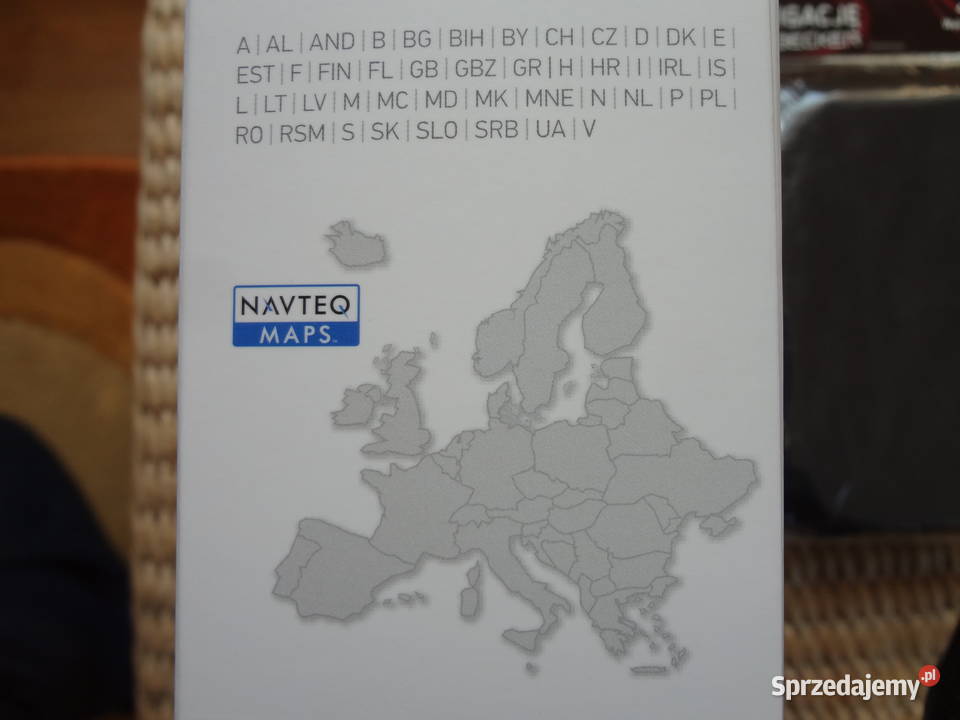 A | AL | AND | B | BG | BIH | BY | CH | CZ | D | DK | E |
EST | F | FIN | FL | GB | GBZ | GR | H | HR | I | IRL | IS |
L | LT | LV | M | MC | MD | MK | MNE | N | NL | P | PL |
RO | RSM | S | SK | SLO | SRB | UA | V
NAVTEQ
MAPS
Sprzedajemy.pl